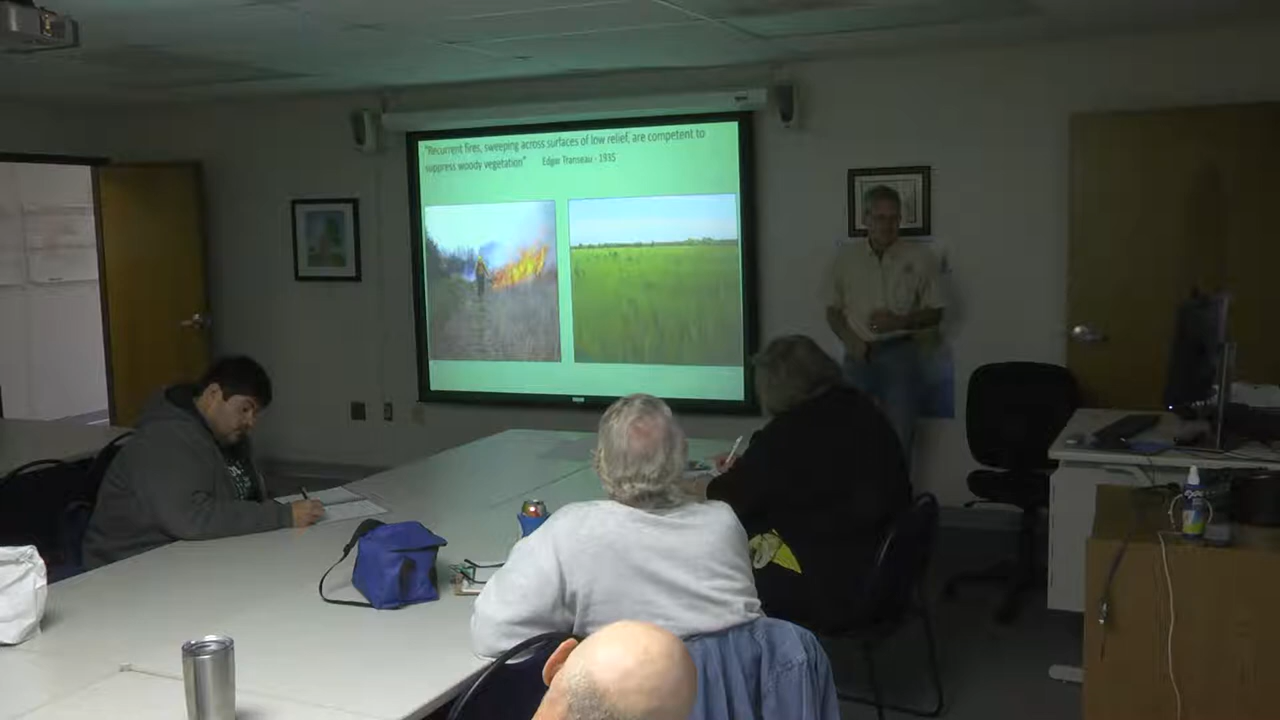 "Recurrent fires, sweeping across surfaces of low relief, are competent to
suppress woody vegetation" Edgar Transeau - 1935